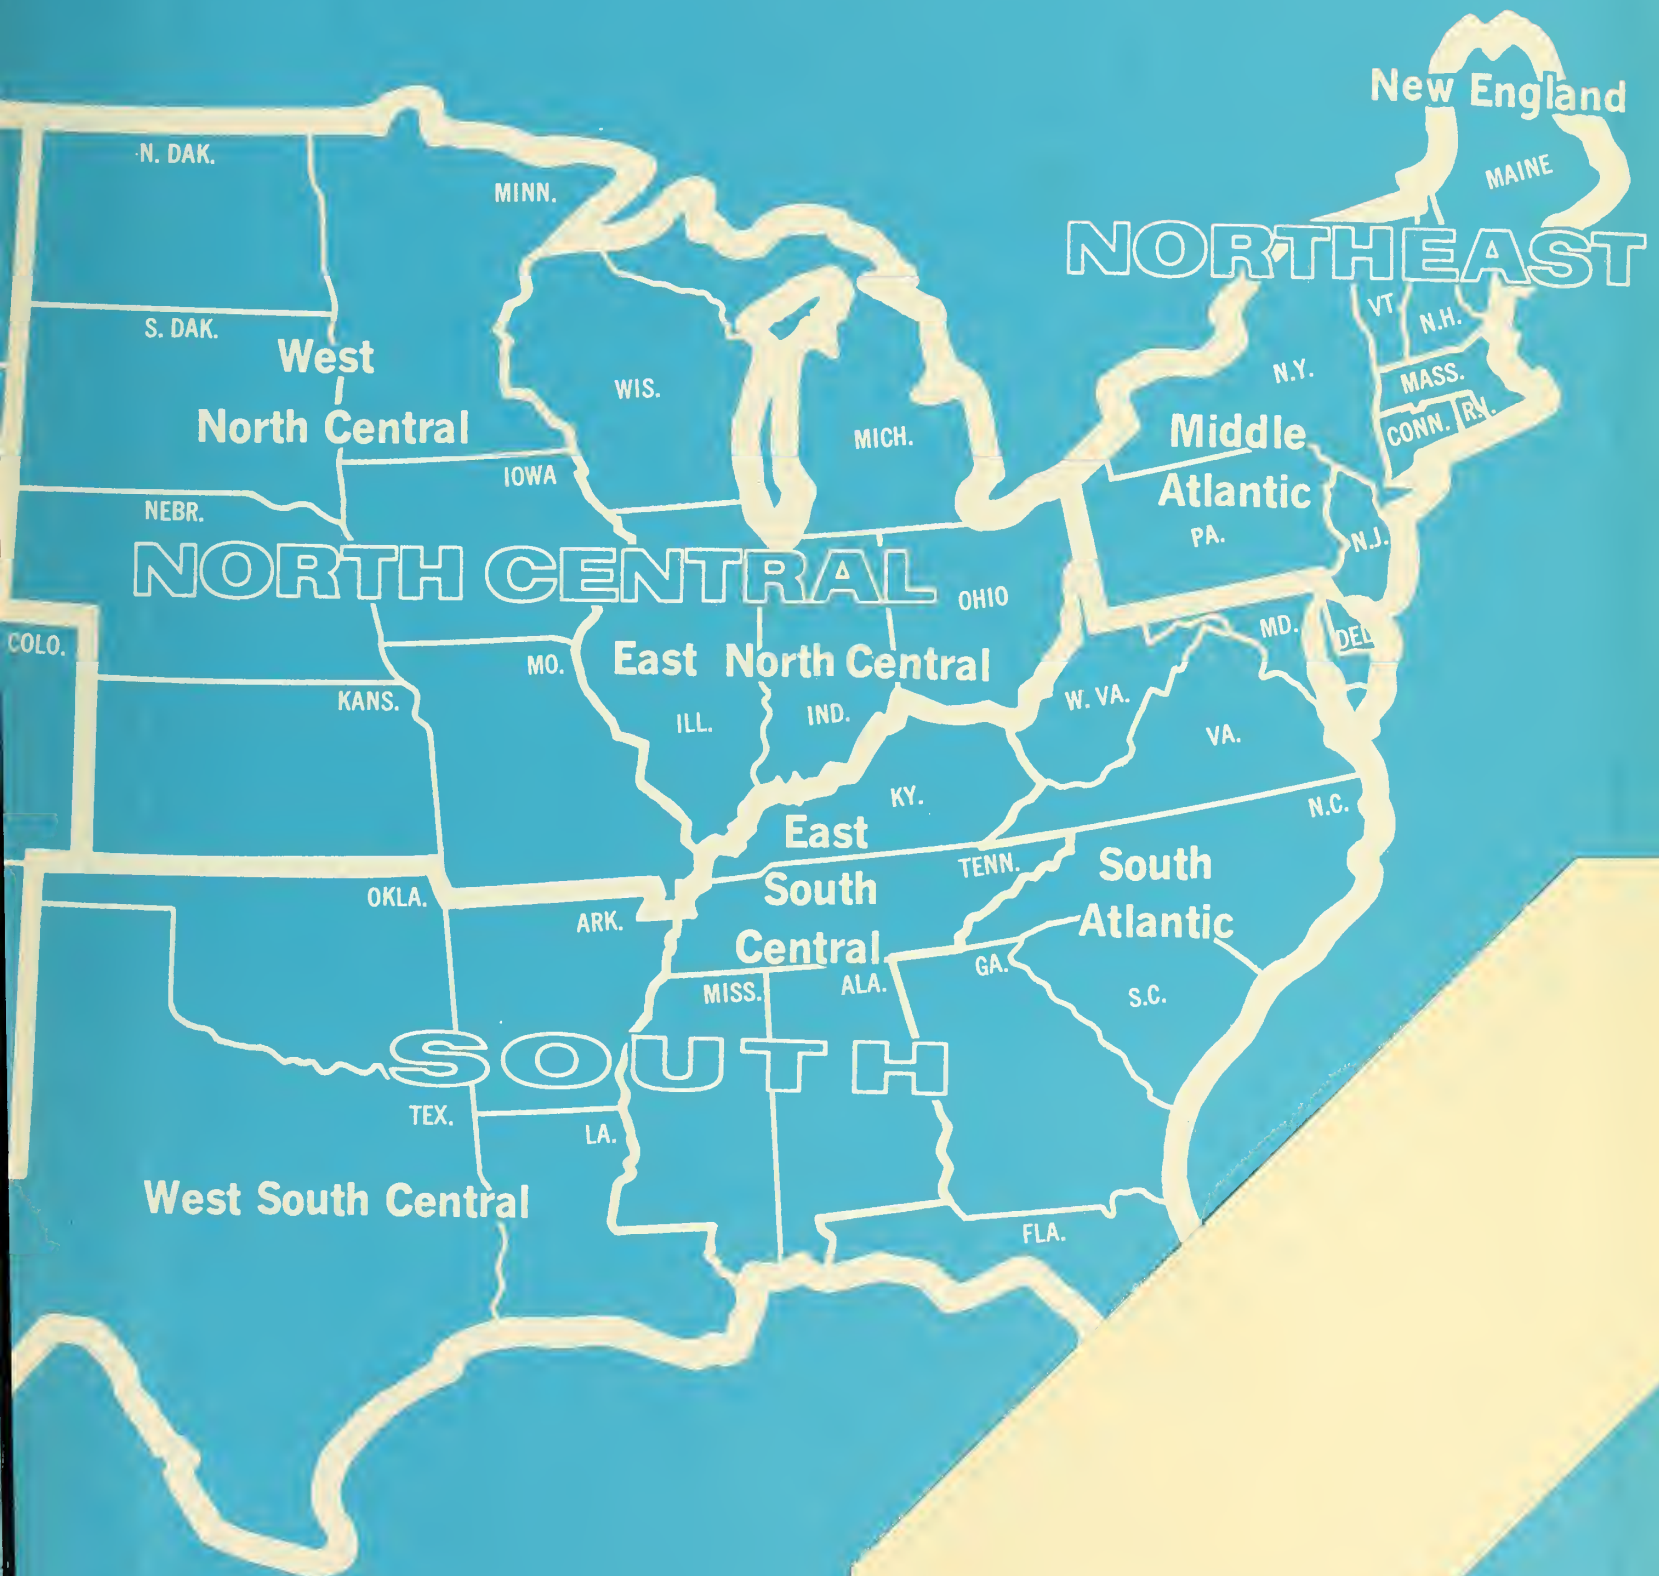 New England
MAINE
N. DAK.
MINN.
NORTHEAST
VT.
N.H.
S. DAK.
West
North Central
WIS.
N.Y.
MASS.
CONN.
R.I.
MICH.
Middle
Atlantic
IOWA
NEBR.
PA.
N.J.
NORTH CENTRAL
OHIO
COLO.
MD.
DEL
MO.
East North Central
KANS.
W. VA.
ILL.
IND.
VA.
KY.
N.C.
East
South
Central
TENN.
South
Atlantic
OKLA.
ARK.
GA.
MISS.
ALA.
S.C.
SOUTH
TEX.
LA.
West South Central
FLA.